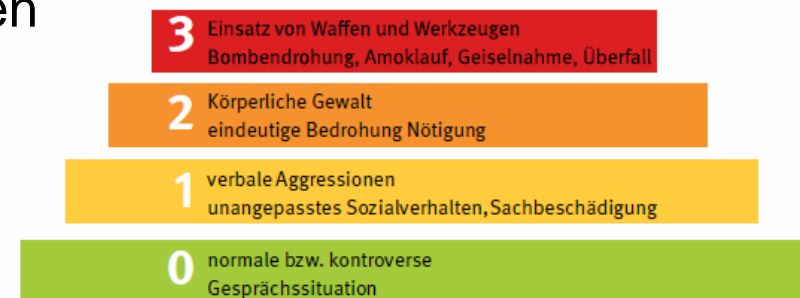 en
3 Einsatz von Waffen und Werkzeugen
Bombendrohung, Amoklauf, Geiselnahme, Überfall
2 Körperliche Gewalt
eindeutige Bedrohung Nötigung
1 verbale Aggressionen
unangepasstes Sozialverhalten, Sachbeschädigung
0 normale bzw. kontroverse
Gesprächssituation